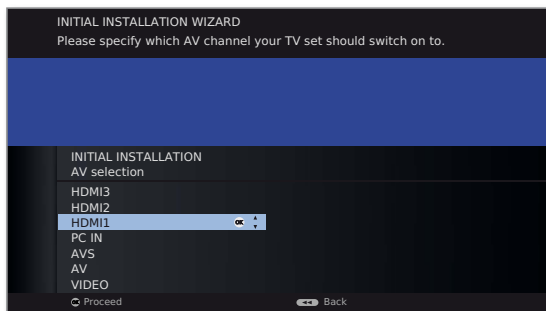 INITIAL INSTALLATION WIZARD
Please specify which AV channel your TV set should switch on to.
INITIAL INSTALLATION
AV selection
HDMI3
HDMI2
HDMI1 OK
PC IN
AVS
AV
VIDEO
OK Proceed Back